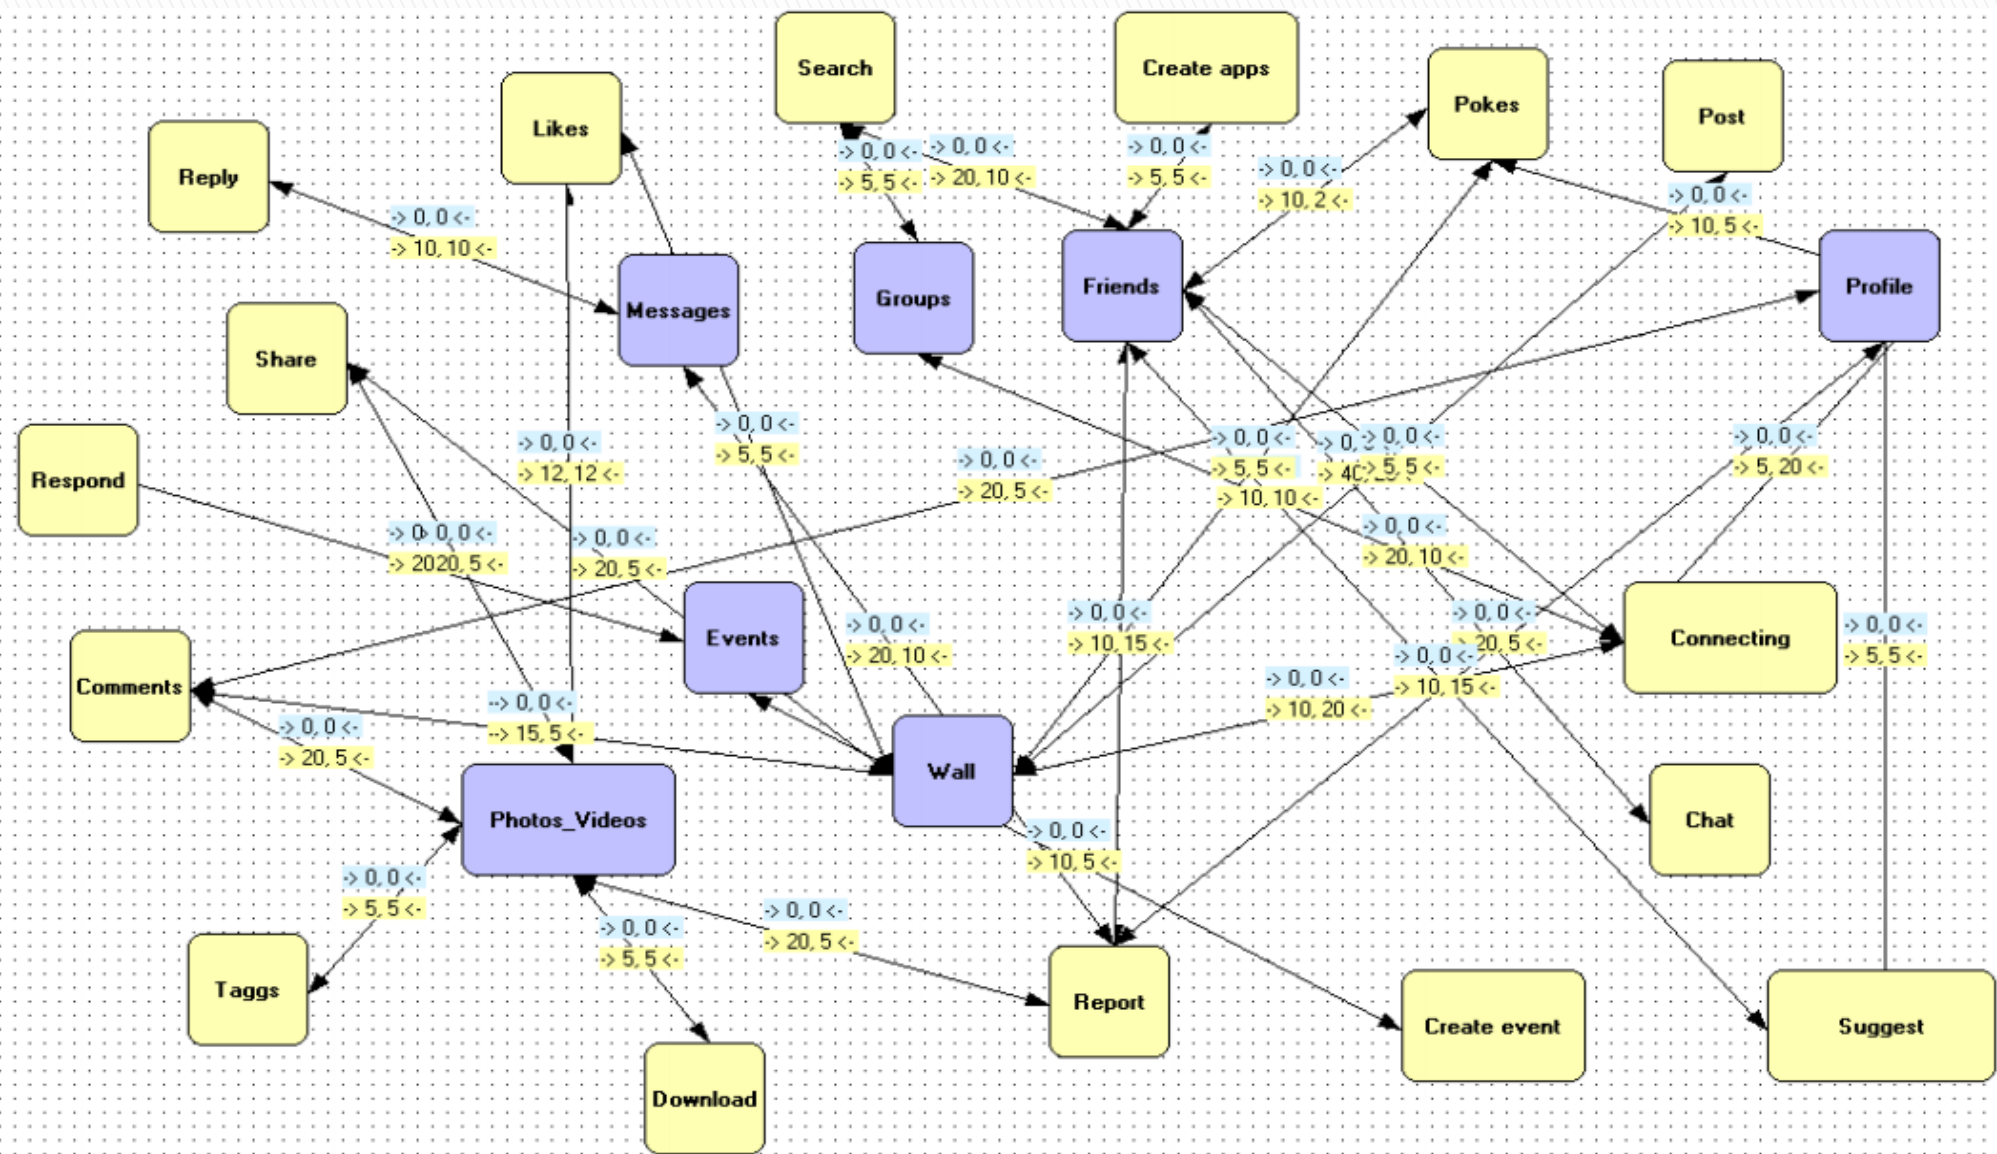 Search
Create apps
Pokes
Post
Likes
Reply
-> 0, 0 <-
-> 5, 5 <-
-> 0, 0 <-
-> 20, 10 <-
-> 0, 0 <-
-> 5, 5 <-
-> 0, 0 <-
-> 10, 2 <-
-> 0, 0 <-
-> 10, 5 <-
-> 0, 0 <-
-> 10, 10 <-
Messages
Groups
Friends
Profile
Share
Respond
-> 0, 0 <-
-> 12, 12 <-
-> 0, 0 <-
-> 5, 5 <-
-> 0, 0 <-
-> 20, 5 <-
-> 0, 0 <-
-> 5, 5 <-
-> 10, 10 <-
-> 0, 0 <-
-> 5, 5 <-
-> 0, 0 <-
-> 5, 20 <-
-> 0, 0 <-
20, 5 <-
-> 0, 0 <-
-> 20, 5 <-
-> 0, 0 <-
-> 20, 10 <-
Events
-> 0, 0 <-
-> 20, 10 <-
-> 0, 0 <-
-> 10, 15 <-
-> 0, 0 <-
20, 5 <-
Connecting
-> 0, 0 <-
-> 5, 5 <-
Comments
-> 0, 0 <-
-> 10, 15 <-
-> 0, 0 <-
-> 10, 20 <-
-> 0, 0 <-
-> 20, 5 <-
--> 0, 0 <-
--> 15, 5 <-
Photos_Videos
Wall
Chat
-> 0, 0 <-
-> 10, 5 <-
-> 0, 0 <-
-> 5, 5 <-
-> 0, 0 <-
-> 5, 5 <-
-> 0, 0 <-
-> 20, 5 <-
Taggs
Report
Create event
Suggest
Download